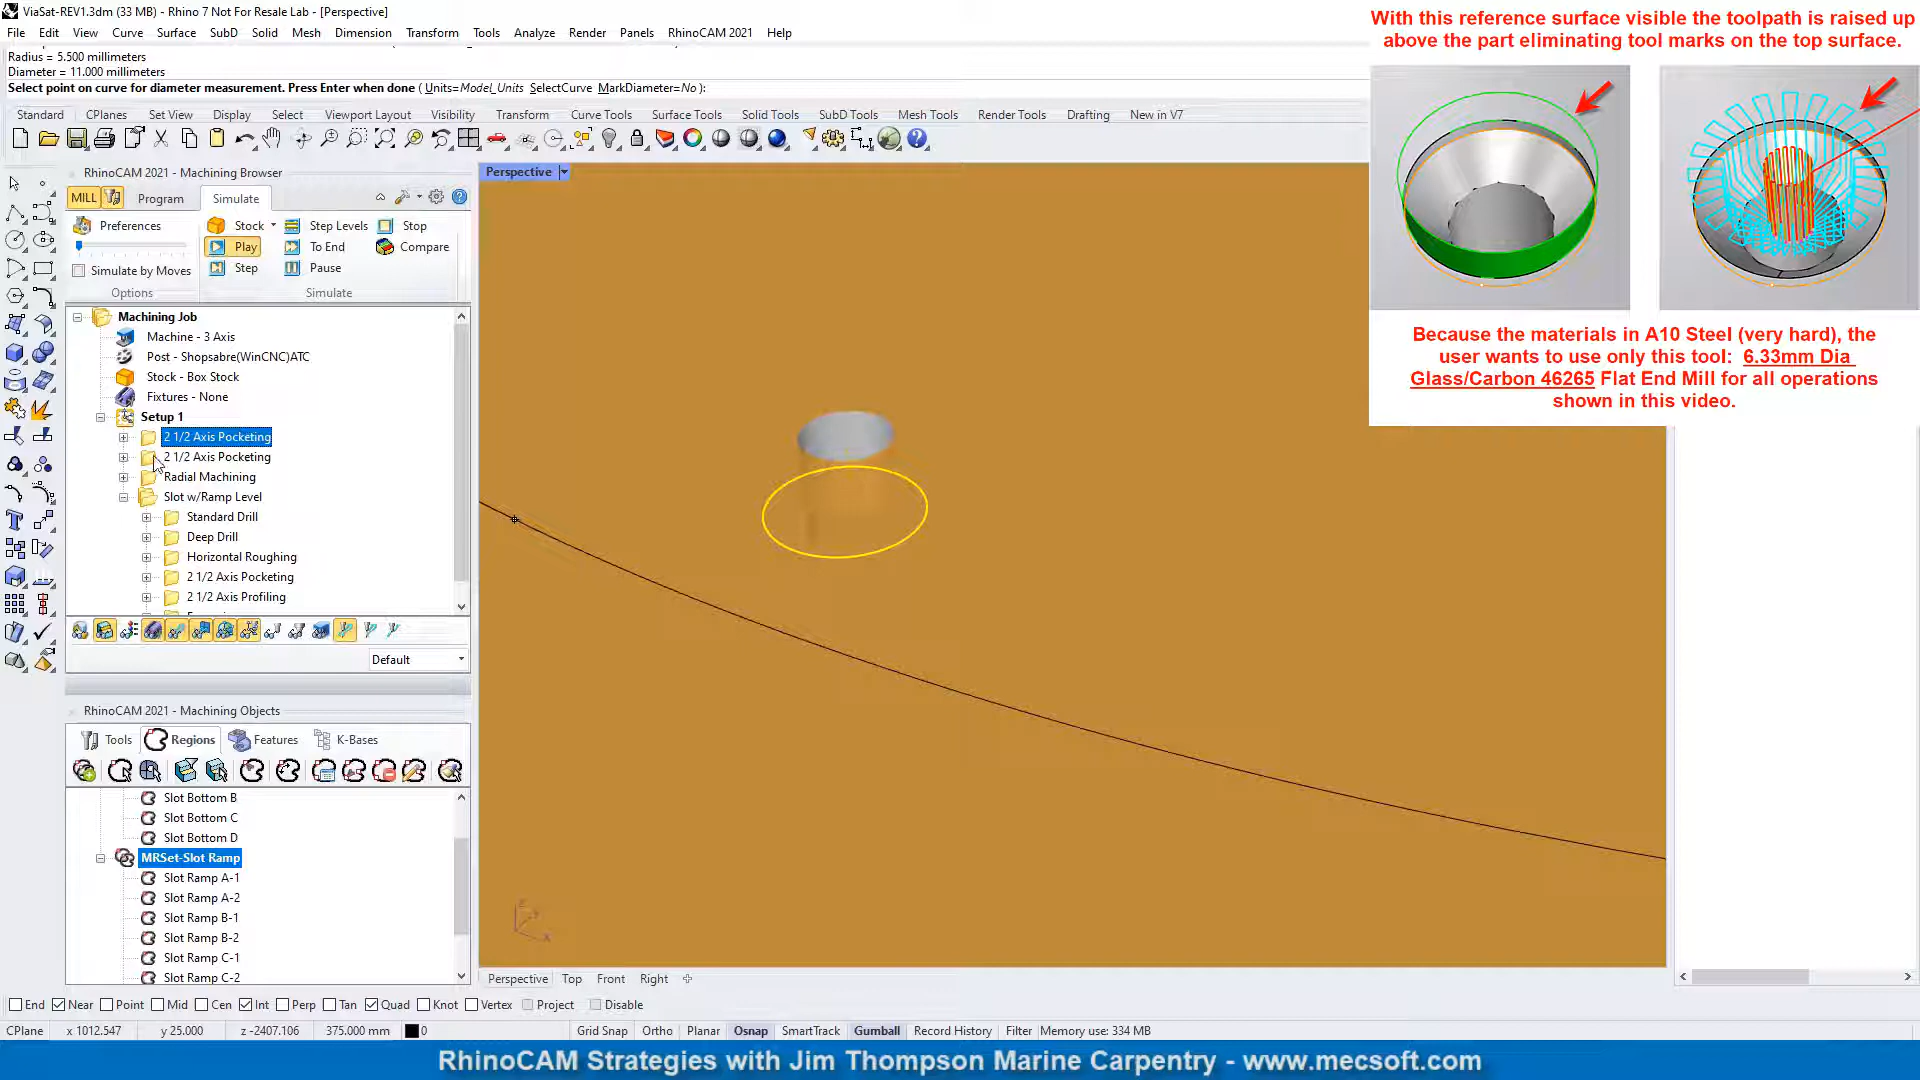 ViaSat-REV1.3dm (33 MB) - Rhino 7 Not For Resale Lab - [Perspective]
File Edit View Curve Surface SubD Solid Mesh Dimension Transform Tools Analyze Render Panels RhinoCAM 2021 Help
Radius = 5.500 millimeters
Diameter = 11.000 millimeters
Select point on curve for diameter measurement. Press Enter when done ( Units=Model_Units SelectCurve MarkDiameter=No ):
Standard CPlanes Set View Display Select Viewport Layout Visibility Transform Curve Tools Surface Tools Solid Tools SubD Tools Mesh Tools Render Tools Drafting New in V7
RhinoCAM 2021 - Machining Browser
MILL Program Simulate
Preferences Stock Step Levels Stop
Play To End Compare
Simulate by Moves Step Pause
Options Simulate
Machining Job
Machine - 3 Axis
Post - Shopsabre(WinCNC)ATC
Stock - Box Stock
Fixtures - None
Setup 1
2 1/2 Axis Pocketing
2 1/2 Axis Pocketing
Radial Machining
Slot w/Ramp Level
Standard Drill
Deep Drill
Horizontal Roughing
2 1/2 Axis Pocketing
2 1/2 Axis Profiling
Default
RhinoCAM 2021 - Machining Objects
Tools Regions Features K-Bases
Slot Bottom B
Slot Bottom C
Slot Bottom D
MRSet-Slot Ramp
Slot Ramp A-1
Slot Ramp A-2
Slot Ramp B-1
Slot Ramp B-2
Slot Ramp C-1
Slot Ramp C-2
Perspective
With this reference surface visible the toolpath is raised up
above the part eliminating tool marks on the top surface.
Because the materials in A10 Steel (very hard), the
user wants to use only this tool: 6.33mm Dia
Glass/Carbon 46265 Flat End Mill for all operations
shown in this video.
Perspective Top Front Right
End Near Point Mid Cen Int Perp Tan Quad Knot Vertex Project Disable
CPlane x 1012.547 y 25.000 z -2407.106 375.000 mm 0 Grid Snap Ortho Planar Osnap SmartTrack Gumball Record History Filter Memory use: 334 MB
RhinoCAM Strategies with Jim Thompson Marine Carpentry - www.mecsoft.com